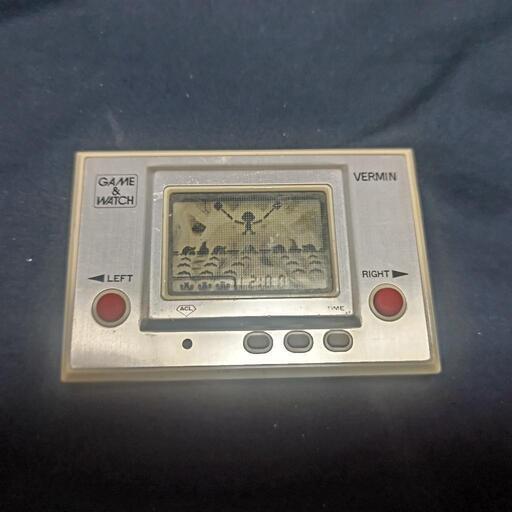 GAME
&
WATCH
VERMIN
◄LEFT
RIGHT►
ACL
TIME